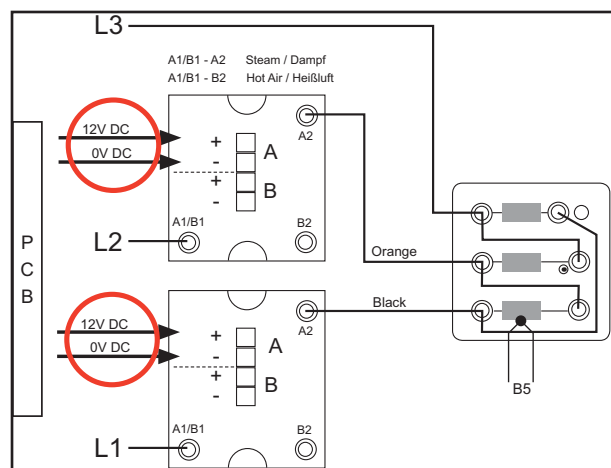 L3
A1/B1 - A2 Steam / Dampf
A1/B1 - B2 Hot Air / Heißluft
12V DC
0V DC
+
-
+
-
A
B
A2
A1/B1
B2
L2
PCB
Orange
Black
12V DC
0V DC
+
-
+
-
A
B
A2
A1/B1
B2
L1
B5